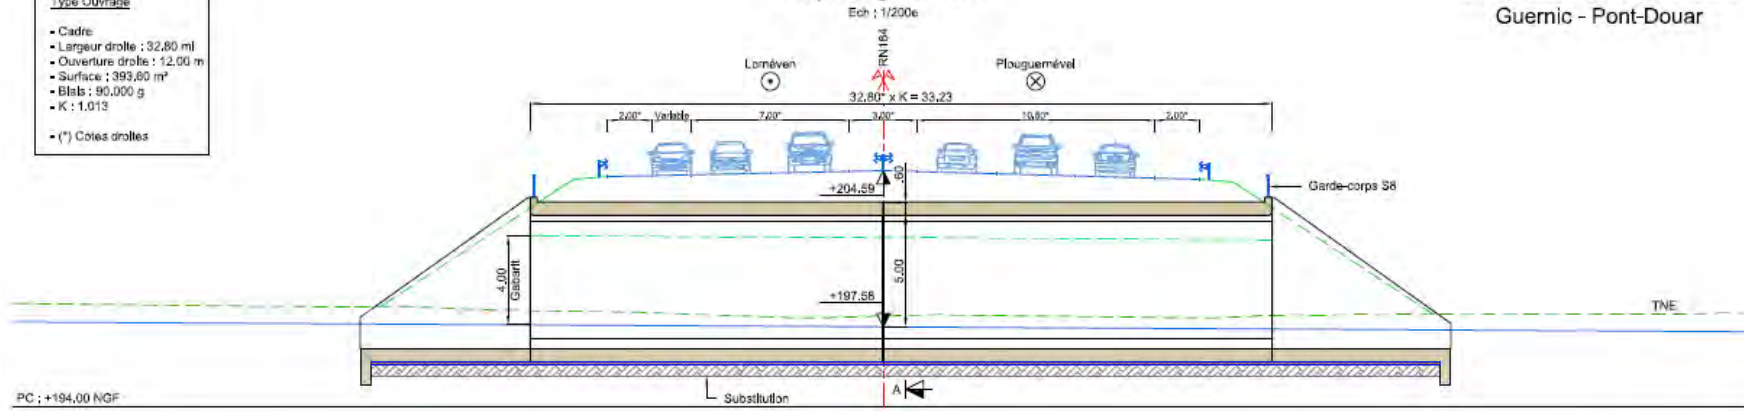 Type Ouvrage
- Cadre
- Largeur droite : 32.80 ml
- Ouverture droite : 12.00 m
- Surface : 393.60 m²
- Biais : 90.000 g
- K : 1.013
- (*) Cotes droites
Ech : 1/200e
Guernic - Pont-Douar
RN164
Lornéven
Plouguernével
32.80* x K = 33.23
2.00* Variable 7.00* 3.00* 10.50* 2.00*
.60
+204.59
Garde-corps S8
4.00
Gabarit
5.00
+197.58
TNE
A
PC : +194.00 NGF
Substitution